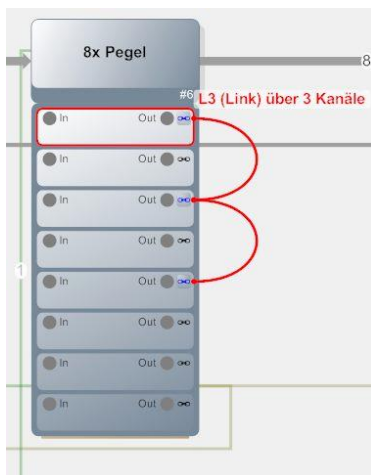 8x Pegel
8
#6
L3 (Link) über 3 Kanäle
In Out
In Out
In Out
In Out
1
In Out
In Out
In Out
In Out